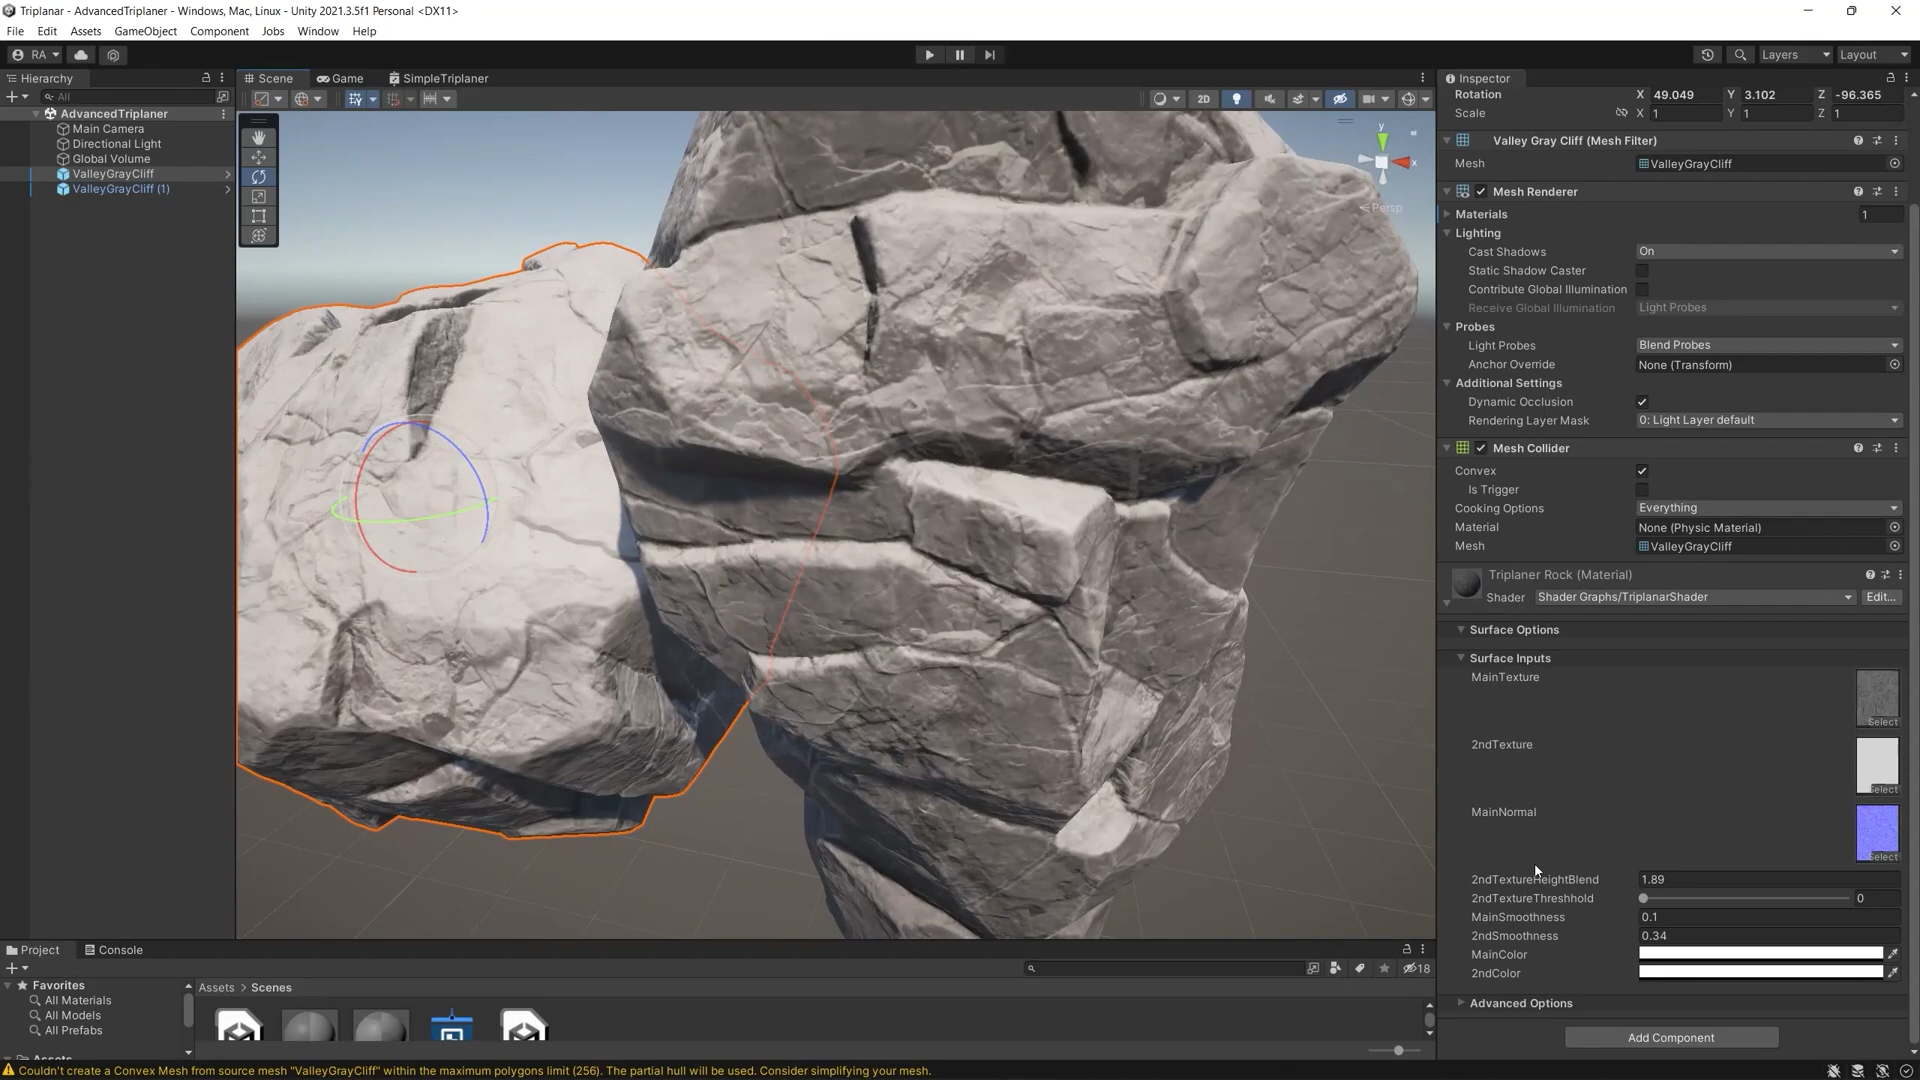 Triplanar - AdvancedTriplaner - Windows, Mac, Linux - Unity 2021.3.5f1 Personal <DX11>
File Edit Assets GameObject Component Jobs Window Help
RA Layers Layout
Hierarchy
All
AdvancedTriplaner
Main Camera
Directional Light
Global Volume
ValleyGrayCliff
ValleyGrayCliff (1)
Scene Game SimpleTriplaner
2D
y
x
Persp
Inspector
Rotation X 49.049 Y 3.102 Z -96.365
Scale X 1 Y 1 Z 1
Valley Gray Cliff (Mesh Filter)
Mesh ValleyGrayCliff
Mesh Renderer
Materials 1
Lighting
Cast Shadows On
Static Shadow Caster
Contribute Global Illumination
Receive Global Illumination Light Probes
Probes
Light Probes Blend Probes
Anchor Override None (Transform)
Additional Settings
Dynamic Occlusion
Rendering Layer Mask 0: Light Layer default
Mesh Collider
Convex
Is Trigger
Cooking Options Everything
Material None (Physic Material)
Mesh ValleyGrayCliff
Triplaner Rock (Material)
Shader Shader Graphs/TriplanarShader Edit...
Surface Options
Surface Inputs
MainTexture
Select
2ndTexture
Select
MainNormal
Select
2ndTextureHeightBlend 1.89
2ndTextureThreshhold 0
MainSmoothness 0.1
2ndSmoothness 0.34
MainColor
2ndColor
Advanced Options
Add Component
Project Console
18
Favorites
All Materials
All Models
All Prefabs
Assets
Assets > Scenes
Couldn't create a Convex Mesh from source mesh "ValleyGrayCliff" within the maximum polygons limit (256). The partial hull will be used. Consider simplifying your mesh.